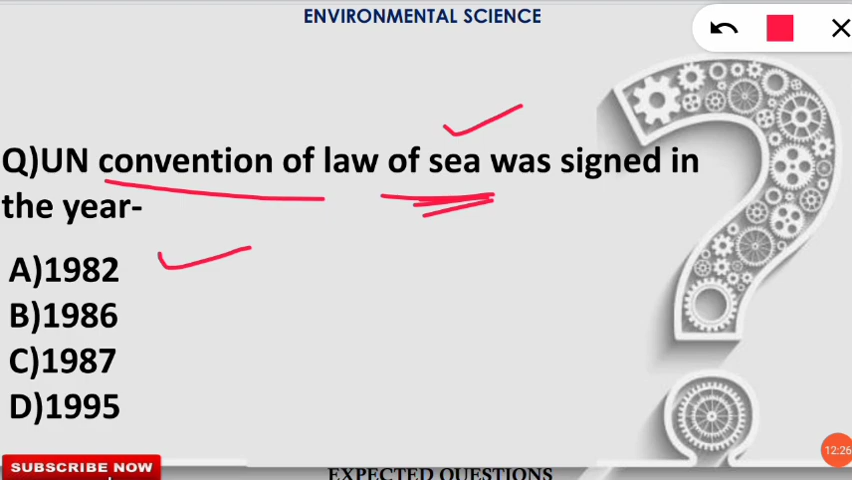 ENVIRONMENTAL SCIENCE
Q)UN convention of law of sea was signed in
the year-
A)1982
B)1986
C)1987
D)1995
12:26
SUBSCRIBE NOW
EXPECTED QUESTIONS